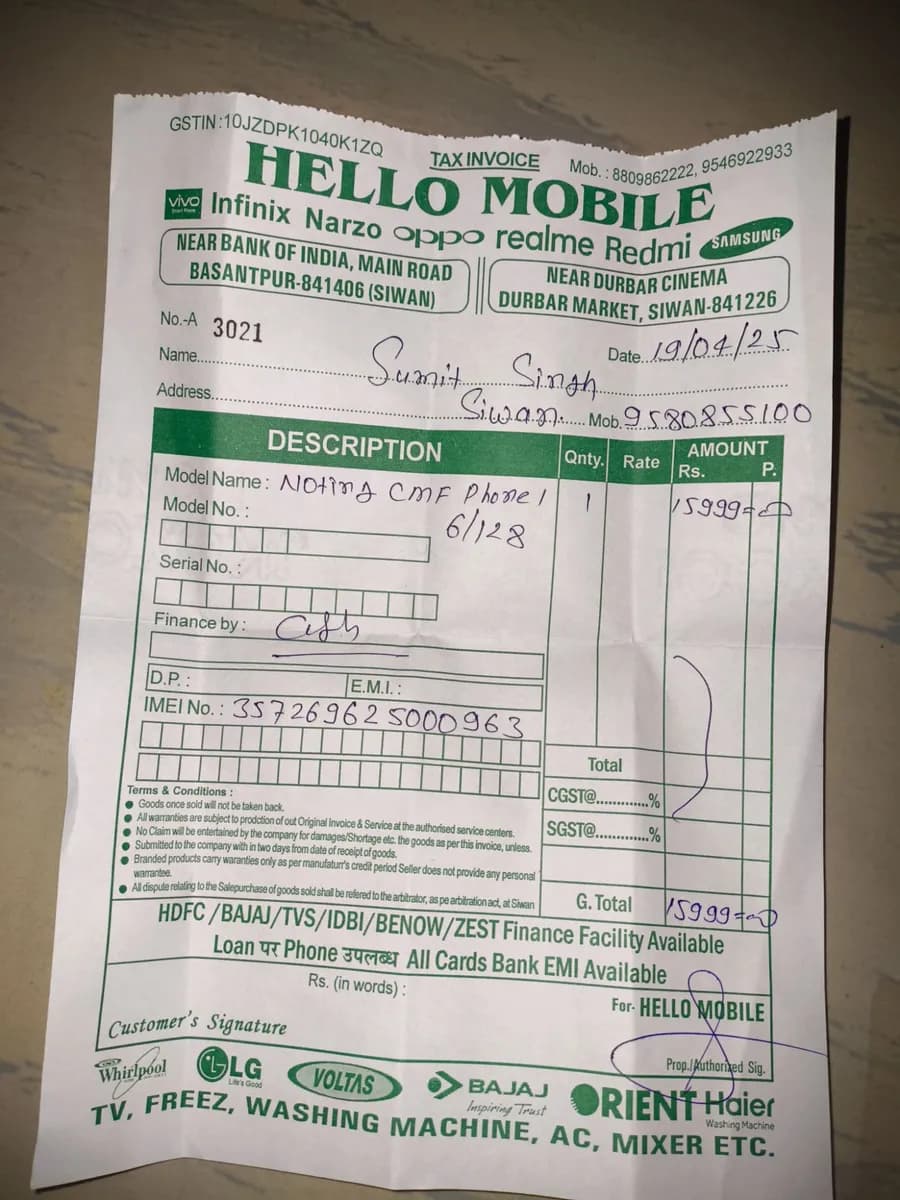 GSTIN:10JZDPK1040K1ZQ TAX INVOICE Mob. : 8809862222, 9546922933
HELLO MOBILE
vivo Infinix Narzo oppo realme Redmi SAMSUNG
NEAR BANK OF INDIA, MAIN ROAD
BASANTPUR-841406 (SIWAN)
NEAR DURBAR CINEMA
DURBAR MARKET, SIWAN-841226
No.-A 3021
Date 19/04/25
Name Sumit Singh
Address Siwan Mob. 9580855100
DESCRIPTION Qnty. Rate AMOUNT
Rs. P.
Model Name : Noting CMF Phone 1 1 15999=00
6/128
Model No. :
Serial No. :
Finance by : Cash
D.P. : E.M.I. :
IMEI No. : 357269625000963
Total
CGST@.............%
SGST@.............%
Terms & Conditions :
Goods once sold will not be taken back.
All warranties are subject to prodction of out Original Invoice & Service at the authorised service centers.
No Claim will be entertained by the company for damages/Shortage etc. the goods as per this invoice, unless.
Submitted to the company with in two days from date of receipt of goods.
Branded products carry warranties only as per manufaturr's credit period Seller does not provide any personal
warrantee.
All dispute relating to the Salepurchase of goods sold shall be refered to the arbitrator, as pe arbitration act, at Siwan
G. Total 15999=00
HDFC /BAJAJ/TVS/IDBI/BENOW/ZEST Finance Facility Available
Loan पर Phone उपलब्ध All Cards Bank EMI Available
Rs. (in words) :
For- HELLO MOBILE
Customer's Signature
Prop./Authorized Sig.
Whirlpool LG Life's Good VOLTAS BAJAJ Inspiring Trust ORIENT Haier Washing Machine
TV, FREEZ, WASHING MACHINE, AC, MIXER ETC.